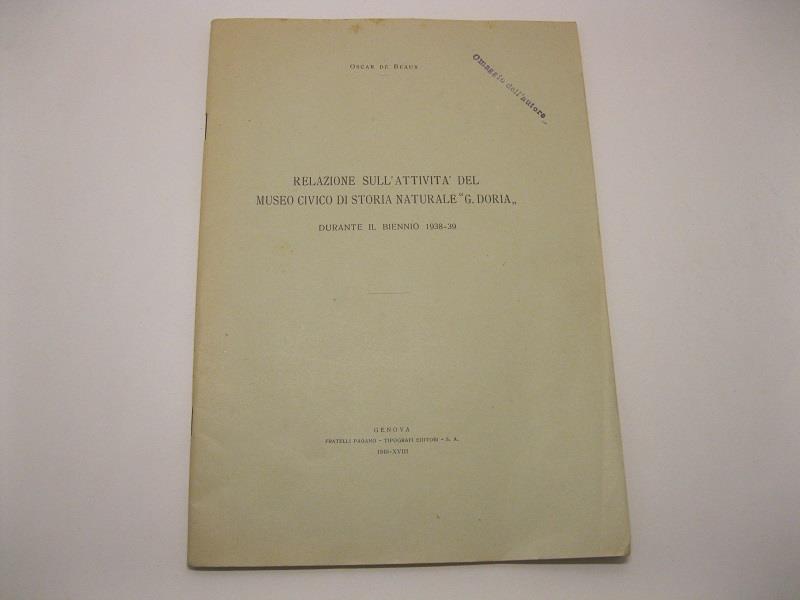 Oscar de Beaux
Omaggio dell'autore
RELAZIONE SULL'ATTIVITA' DEL
MUSEO CIVICO DI STORIA NATURALE "G. DORIA„
DURANTE IL BIENNIO 1938-39
GENOVA
FRATELLI PAGANO - TIPOGRAFI EDITORI - S. A.
1940-XVIII